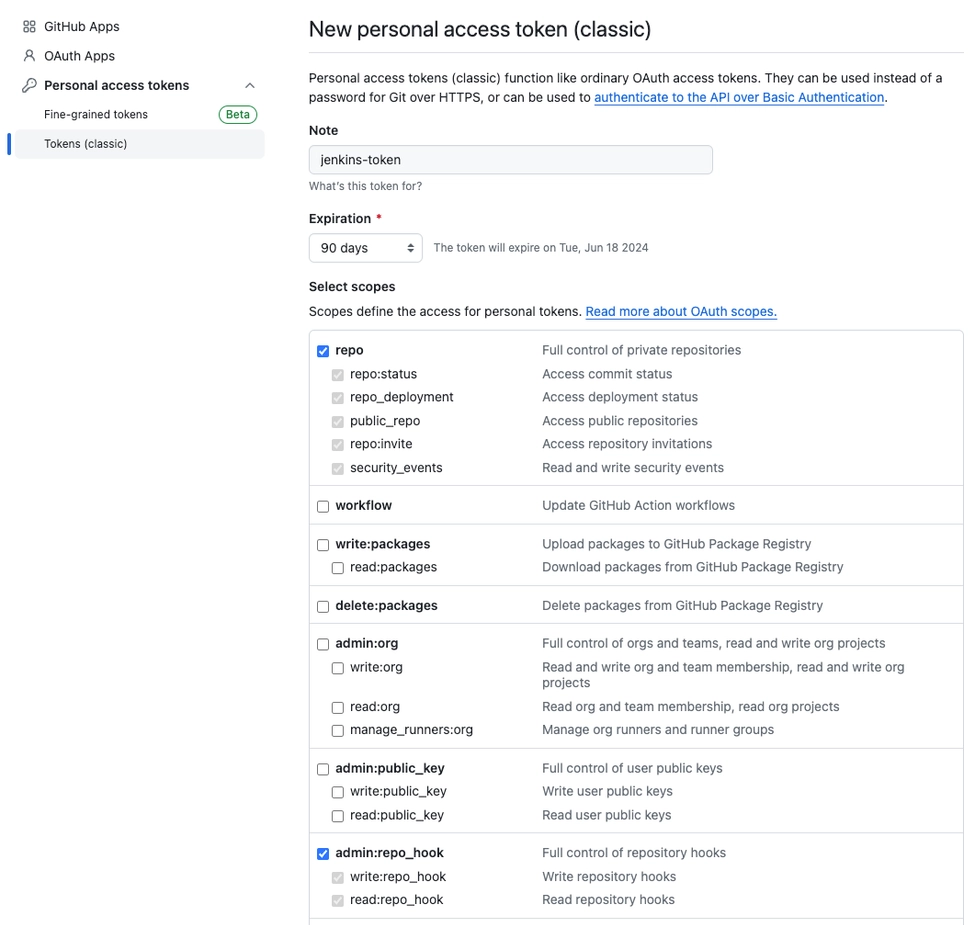 GitHub Apps
OAuth Apps
Personal access tokens
Fine-grained tokens Beta
Tokens (classic)
New personal access token (classic)
Personal access tokens (classic) function like ordinary OAuth access tokens. They can be used instead of a
password for Git over HTTPS, or can be used to authenticate to the API over Basic Authentication.
Note
jenkins-token
What's this token for?
Expiration *
90 days The token will expire on Tue, Jun 18 2024
Select scopes
Scopes define the access for personal tokens. Read more about OAuth scopes.
repo Full control of private repositories
repo:status Access commit status
repo_deployment Access deployment status
public_repo Access public repositories
repo:invite Access repository invitations
security_events Read and write security events
workflow Update GitHub Action workflows
write:packages Upload packages to GitHub Package Registry
read:packages Download packages from GitHub Package Registry
delete:packages Delete packages from GitHub Package Registry
admin:org Full control of orgs and teams, read and write org projects
write:org Read and write org and team membership, read and write org
projects
read:org Read org and team membership, read org projects
manage_runners:org Manage org runners and runner groups
admin:public_key Full control of user public keys
write:public_key Write user public keys
read:public_key Read user public keys
admin:repo_hook Full control of repository hooks
write:repo_hook Write repository hooks
read:repo_hook Read repository hooks